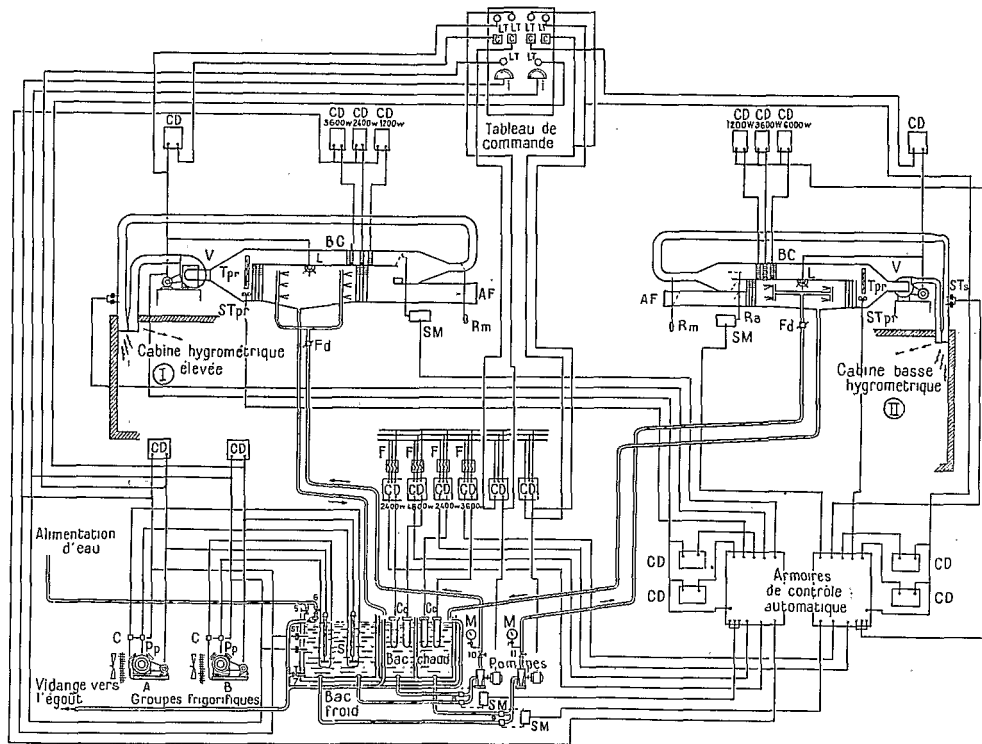 LT LT LT LT
C C C C
LT
Tableau de
commande
CD
CD CD CD
3600w 2400w 1200w
CD CD CD
1200W 3600w 6000w
CD
V
Tpr
STpr
BC
L
AF
Rm
SM
Fd
Cabine hygrométrique
élevée
I
BC
L
AF
Rm
Ra
SM
Fd
Tpr
STpr
V
STs
Cabine basse
hygrometrique
II
CD
CD
F F F F
CD CD CD CD CD CD
2400w 4800w 2400w 3600w
Alimentation
d'eau
C
Pp
A
C
Pp
B
Groupes frigorifiques
Vidange vers
l'égout
S
Cc Cc
Bac chaud
Bac
froid
M
M
Pompes
SM
SM
CD
CD
Armoires
de contrôle
automatique
CD
CD